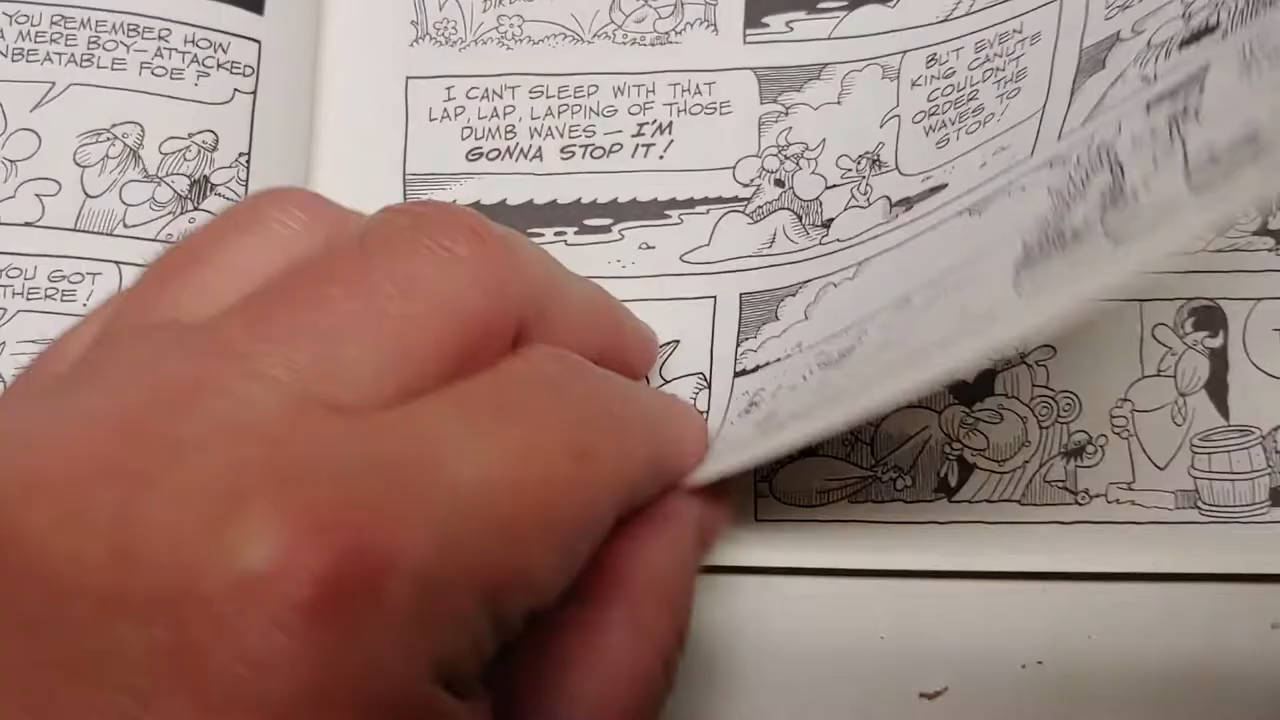 YOU REMEMBER HOW
A MERE BOY—ATTACKED
NBEATABLE FOE?
YOU GOT
THERE!
I CAN'T SLEEP WITH THAT
LAP, LAP, LAPPING OF THOSE
DUMB WAVES — I'M
GONNA STOP IT!
BUT EVEN
KING CANUTE
COULDN'T
ORDER THE
WAVES TO
STOP!